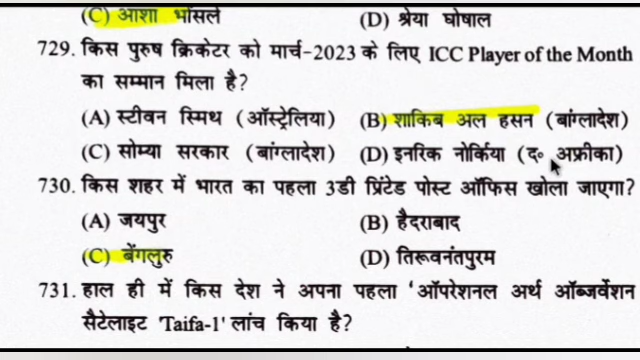 (C) आशा भोंसले (D) श्रेया घोषाल
729. किस पुरुष क्रिकेटर को मार्च-2023 के लिए ICC Player of the Month
का सम्मान मिला है?
(A) स्टीवन स्मिथ (ऑस्ट्रेलिया) (B) शाकिब अल हसन (बांग्लादेश)
(C) सोम्या सरकार (बांग्लादेश) (D) इनरिक नोर्किया (द० अफ्रीका)
730. किस शहर में भारत का पहला 3डी प्रिंटेड पोस्ट ऑफिस खोला जाएगा?
(A) जयपुर (B) हैदराबाद
(C) बेंगलुरु (D) तिरूवनंतपुरम
731. हाल ही में किस देश ने अपना पहला 'ऑपरेशनल अर्थ ऑब्जर्वेशन
सैटेलाइट 'Taifa-1' लांच किया है?